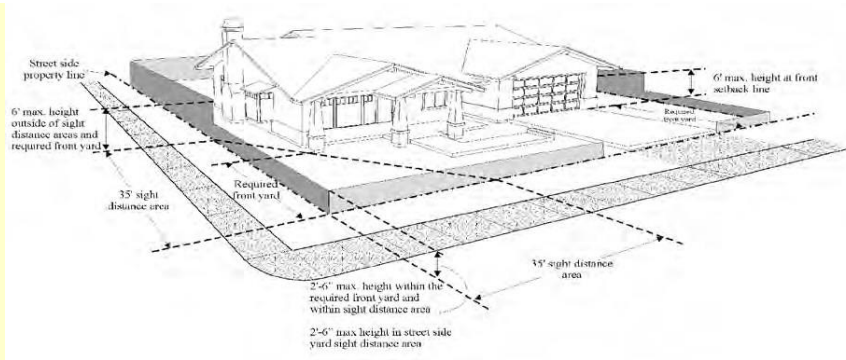 Street side
property line
6' max. height
outside of sight
distance areas and
required front yard
35' sight
distance area
Required
front yard
6' max. height at front
setback line
Required
front yard
35' sight distance
area
2'-6" max. height within the
required front yard and
within sight distance area
2'-6" max height in street side
yard sight distance area